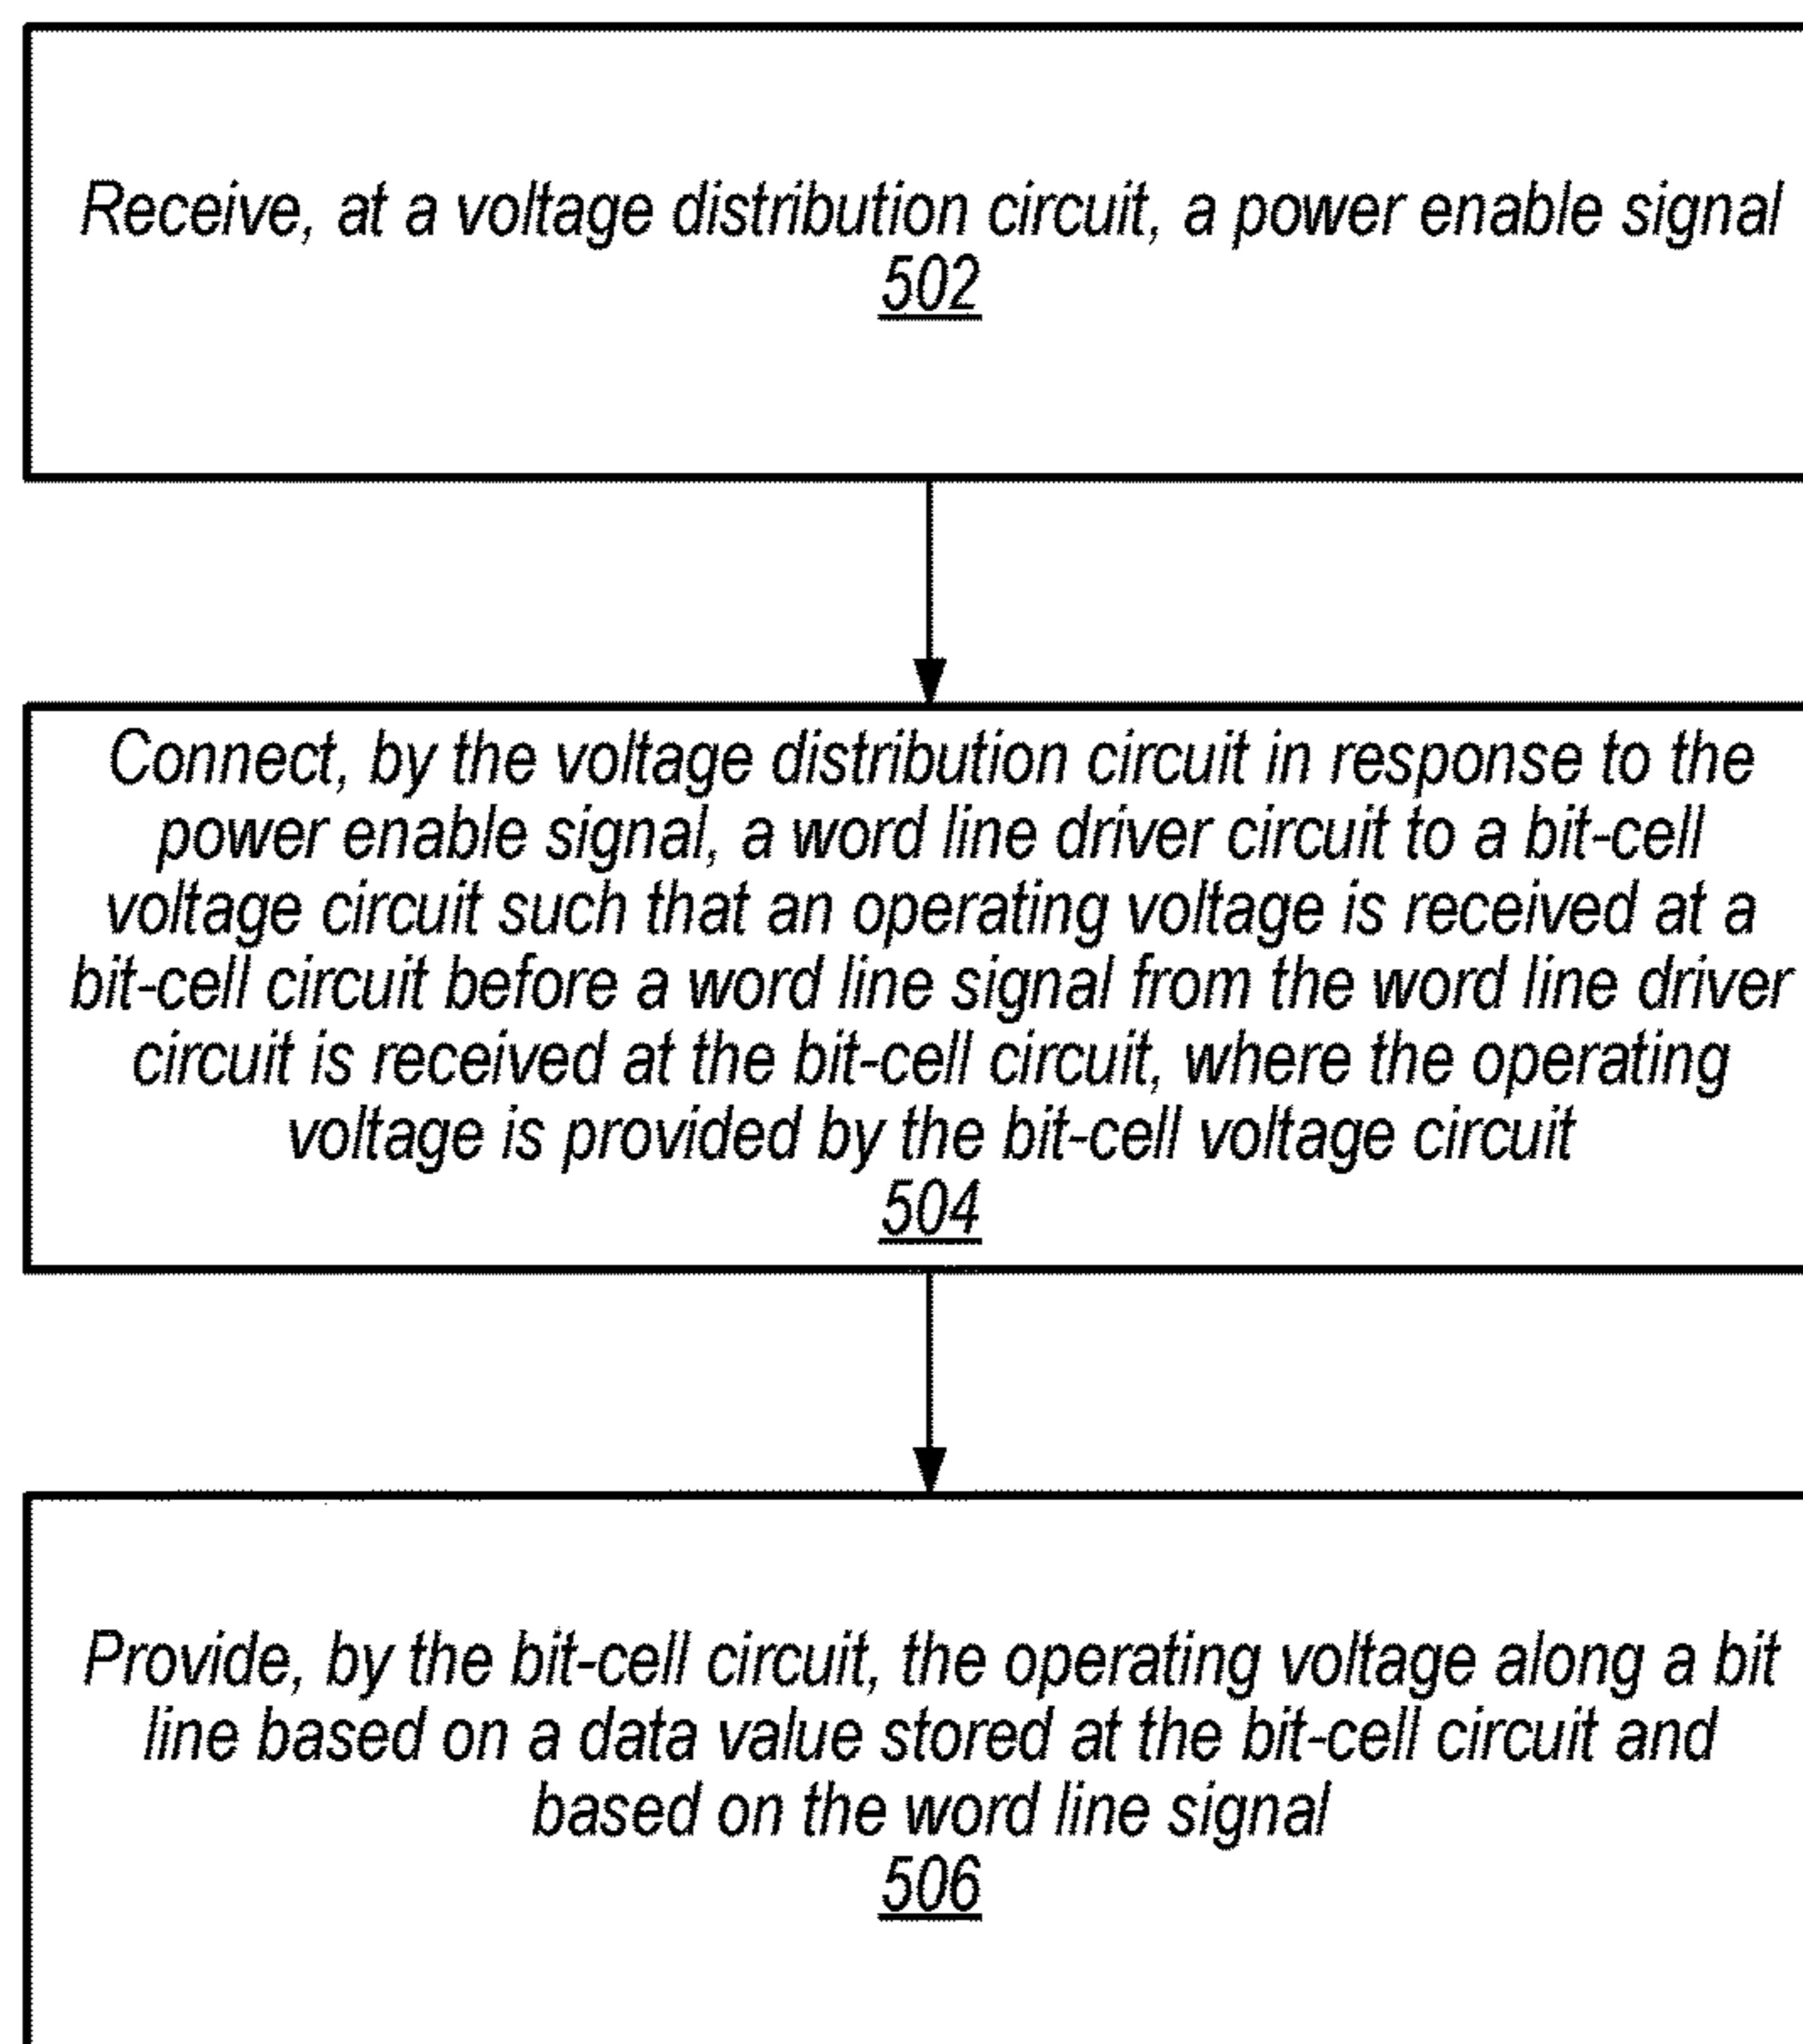 Receive, at a voltage distribution circuit, a power enable signal
502
Connect, by the voltage distribution circuit in response to the
power enable signal, a word line driver circuit to a bit-cell
voltage circuit such that an operating voltage is received at a
bit-cell circuit before a word line signal from the word line driver
circuit is received at the bit-cell circuit, where the operating
voltage is provided by the bit-cell voltage circuit
504
Provide, by the bit-cell circuit, the operating voltage along a bit
line based on a data value stored at the bit-cell circuit and
based on the word line signal
506